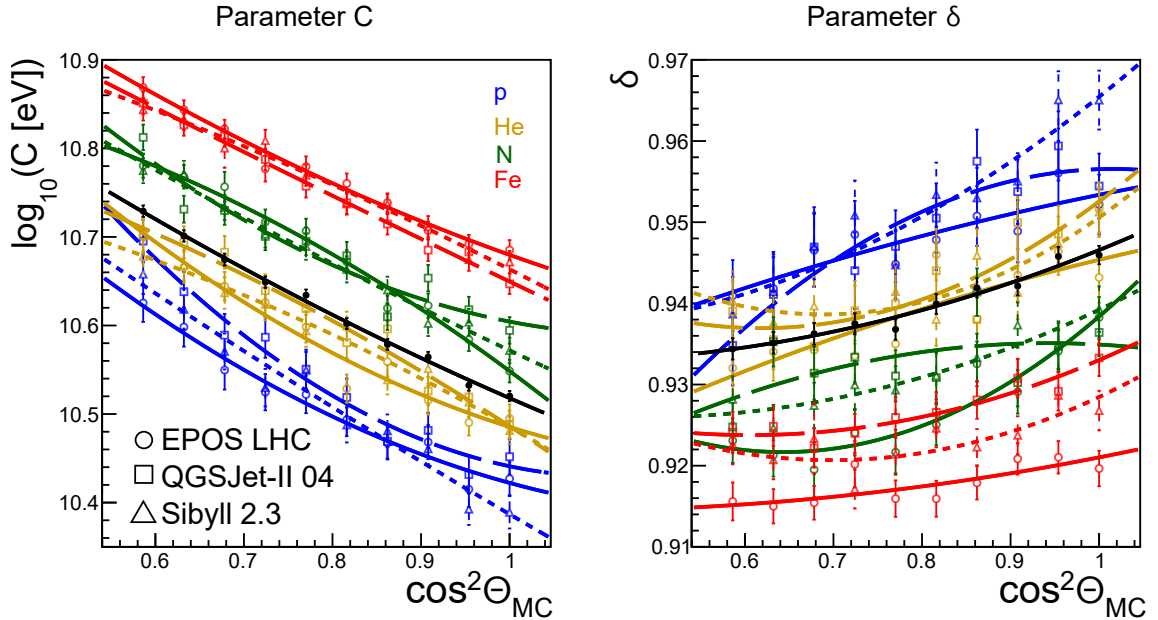 Parameter C
log₁₀(C [eV])
10.9
10.8
10.7
10.6
10.5
10.4
p
He
N
Fe
EPOS LHC
QGSJet-II 04
Sibyll 2.3
0.6
0.7
0.8
0.9
1
cos²Θ_MC
Parameter δ
δ
0.97
0.96
0.95
0.94
0.93
0.92
0.91
0.6
0.7
0.8
0.9
1
cos²Θ_MC